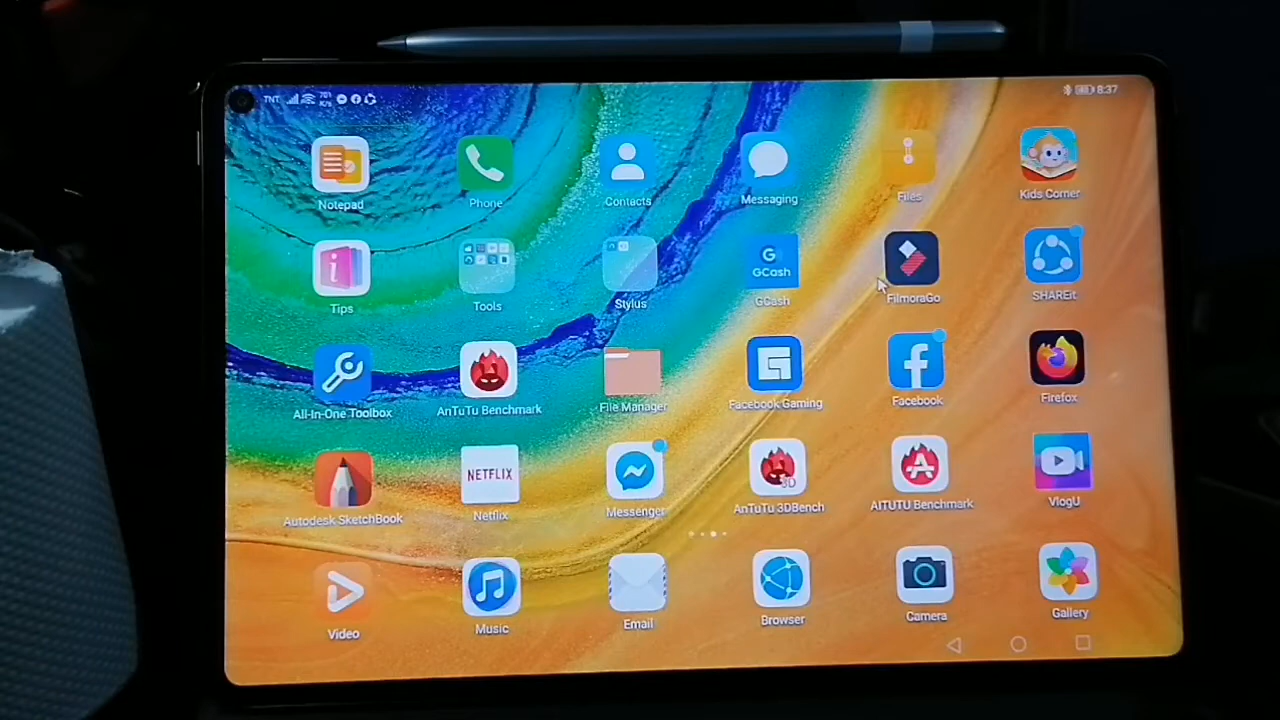 TNT 701 K/s 8:37
Notepad Phone Contacts Messaging Files Kids Corner
G GCash
Tips Tools Stylus GCash FilmoraGo SHAREit
All-In-One Toolbox AnTuTu Benchmark File Manager Facebook Gaming Facebook Firefox
NETFLIX 3D
Autodesk SketchBook Netflix Messenger AnTuTu 3DBench AITUTU Benchmark VlogU
Video Music Email Browser Camera Gallery